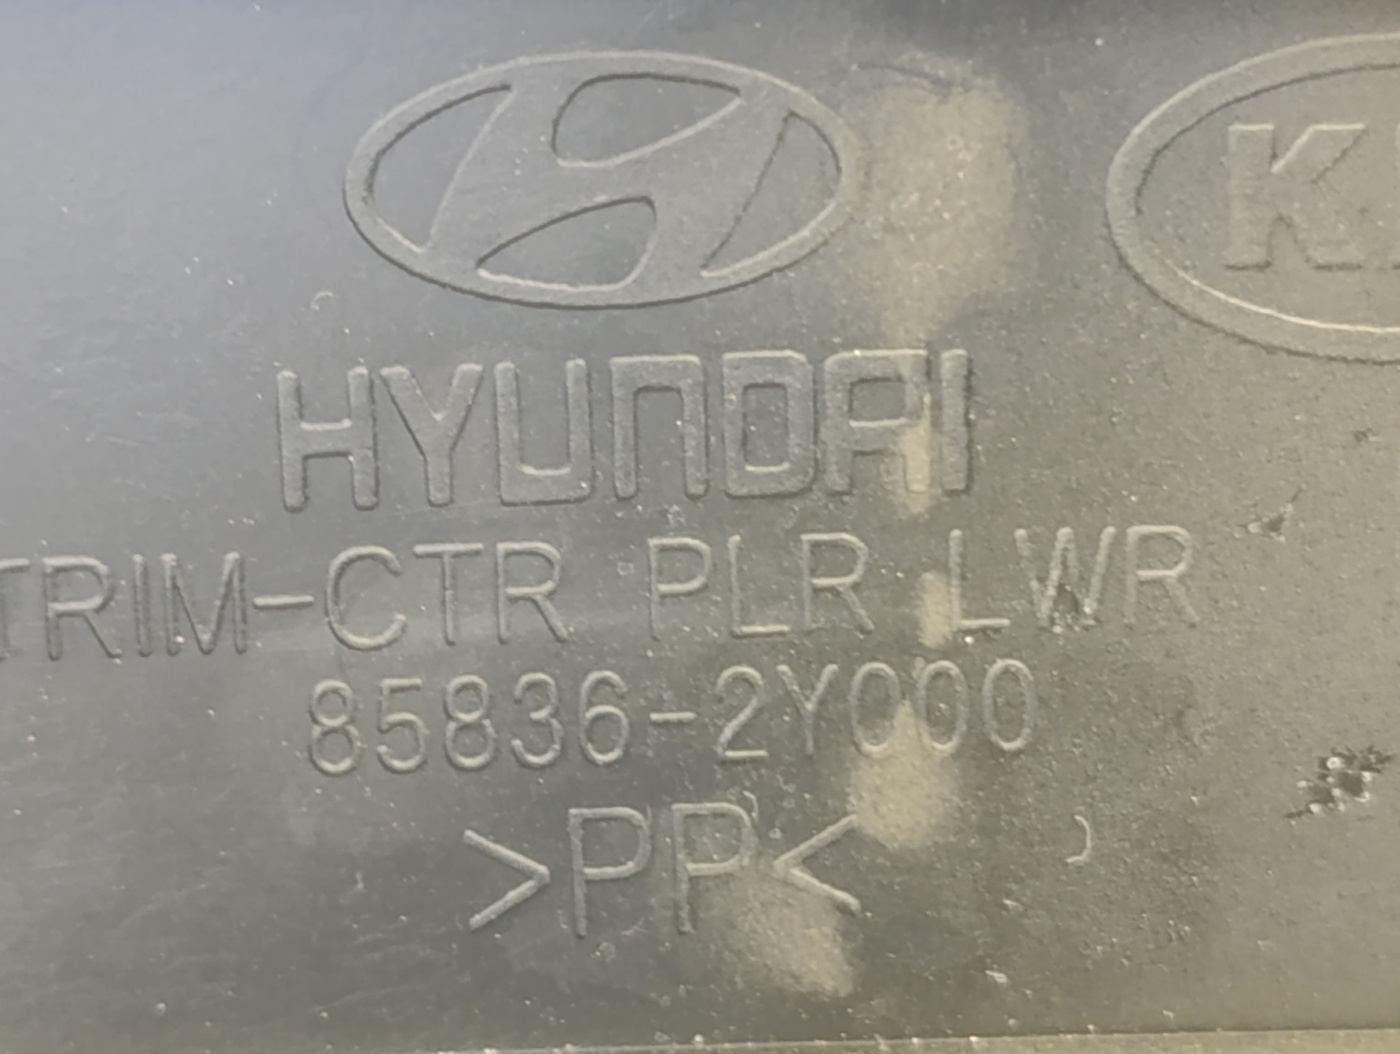 HYUNDAI
TRIM-CTR PLR LWR
85836-2Y000
>PP<